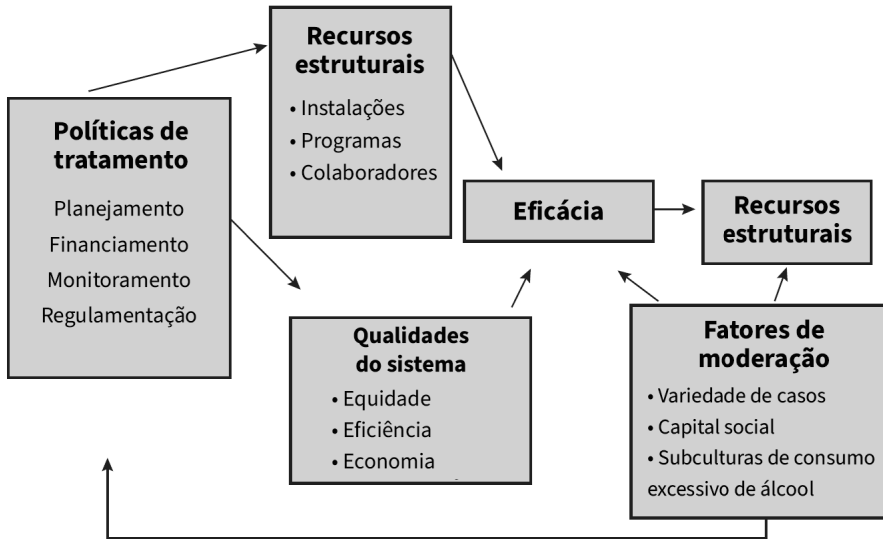 Políticas de
tratamento
Planejamento
Financiamento
Monitoramento
Regulamentação
Recursos
estruturais
• Instalações
• Programas
• Colaboradores
Qualidades
do sistema
• Equidade
• Eficiência
• Economia
Eficácia
Recursos
estruturais
Fatores de
moderação
• Variedade de casos
• Capital social
• Subculturas de consumo
excessivo de álcool